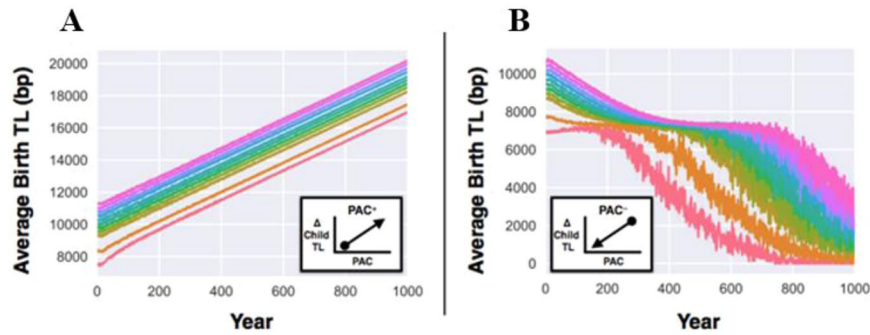 A
Average Birth TL (bp)
20000
18000
16000
14000
12000
10000
8000
0 200 400 600 800 1000
Year
PAC+
Δ
Child
TL
PAC
B
Average Birth TL (bp)
10000
8000
6000
4000
2000
0
0 200 400 600 800 1000
Year
PAC-
Δ
Child
TL
PAC